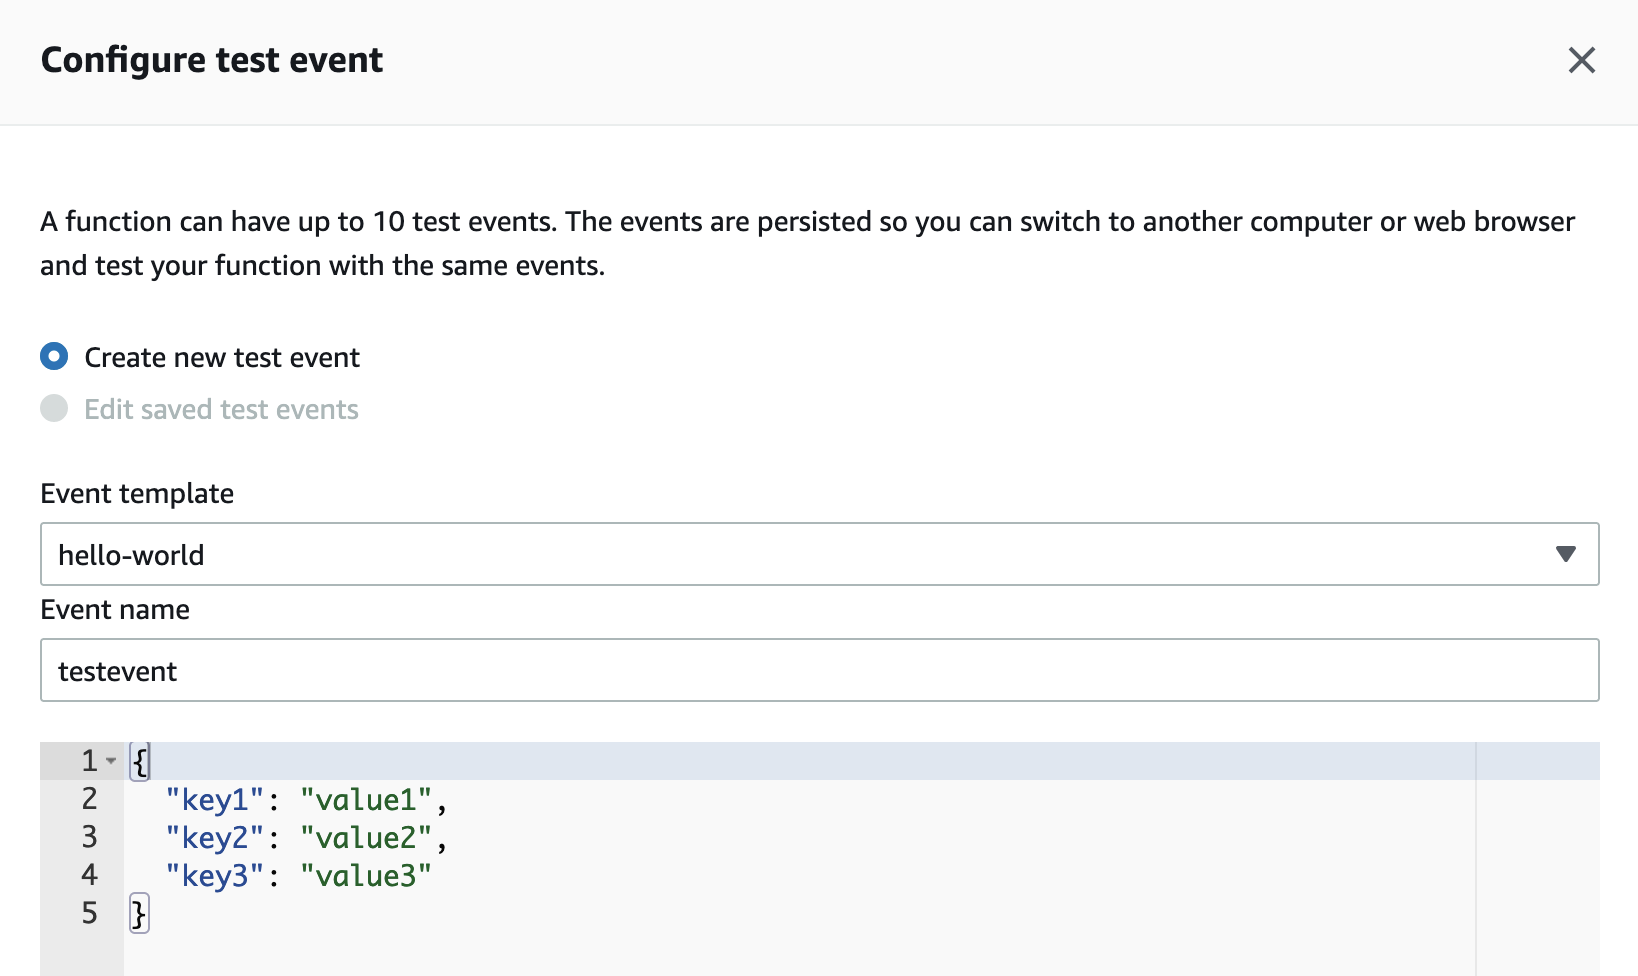 Configure test event
A function can have up to 10 test events. The events are persisted so you can switch to another computer or web browser
and test your function with the same events.
Create new test event
Edit saved test events
Event template
hello-world
Event name
testevent
1 {
2 "key1": "value1",
3 "key2": "value2",
4 "key3": "value3"
5 }